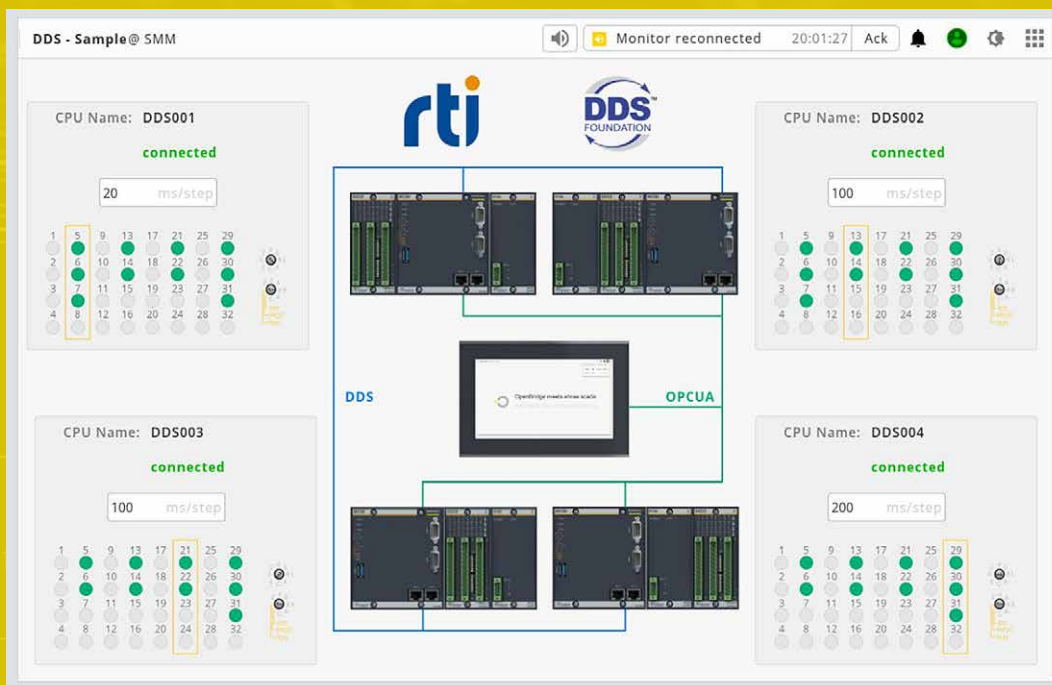 DDS - Sample@ SMM
Monitor reconnected 20:01:27 Ack
rti
DDS™
FOUNDATION
CPU Name: DDS001
connected
20 ms/step
1 5 9 13 17 21 25 29
2 6 10 14 18 22 26 30
3 7 11 15 19 23 27 31
4 8 12 16 20 24 28 32
CPU Name: DDS002
connected
100 ms/step
1 5 9 13 17 21 25 29
2 6 10 14 18 22 26 30
3 7 11 15 19 23 27 31
4 8 12 16 20 24 28 32
DDS
OpenBridge meets atvise scada
OPCUA
CPU Name: DDS003
connected
100 ms/step
1 5 9 13 17 21 25 29
2 6 10 14 18 22 26 30
3 7 11 15 19 23 27 31
4 8 12 16 20 24 28 32
CPU Name: DDS004
connected
200 ms/step
1 5 9 13 17 21 25 29
2 6 10 14 18 22 26 30
3 7 11 15 19 23 27 31
4 8 12 16 20 24 28 32